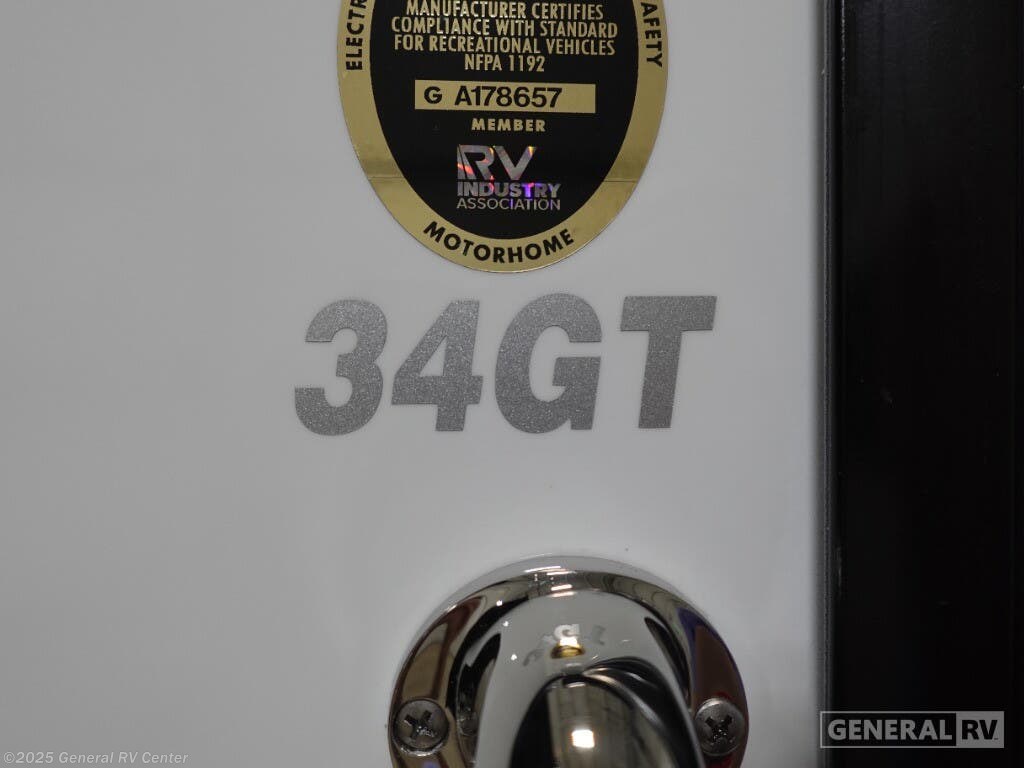 ELECTR
AFETY
MANUFACTURER CERTIFIES
COMPLIANCE WITH STANDARD
FOR RECREATIONAL VEHICLES
NFPA 1192
G A178657
MEMBER
RV
INDUSTRY
ASSOCIATION
MOTORHOME
34GT
GENERAL RV
©2025 General RV Center